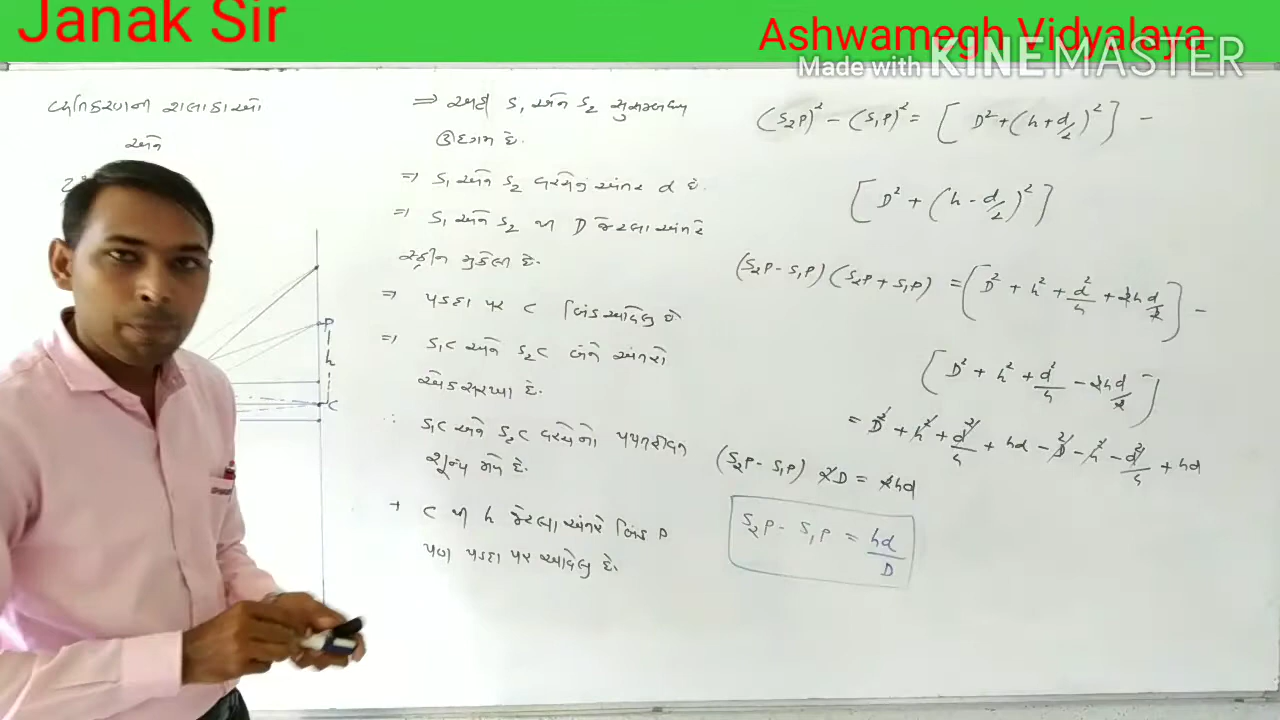 Janak Sir
Ashwamegh Vidyalaya
Made with KINEMASTER
વ્યતિકરણની શલાકાઓ
અને
⇒ અહીં S₁ અને S₂ સુસમ્બદ્ધ
ઉદગમ છે.
⇒ S₁ અને S₂ વચ્ચેનું અંતર d છે.
⇒ S₁ અને S₂ થી D જેટલા અંતરે
સ્ક્રીન મુકેલી છે.
⇒ પડદા પર C બિંદુ આવેલુ છે
⇒ S₁C અને S₂C બંને અંતરો
એકસરખા છે.
∴ S₁C અને S₂C વચ્ચેનો પથતફાવત
શૂન્ય મળે છે.
→ C થી h જેટલા અંતરે બિંદુ P
પણ પડદા પર આવેલુ છે.
P
h
C
(S₂P)² - (S₁P)² = [D² + (h + d/2)²] -
[D² + (h - d/2)²]
(S₂P - S₁P) (S₂P + S₁P) = (D² + h² + d²/4 + 2hd/2] -
[D² + h² + d²/4 - 2hd/2]
= D² + h² + d²/4 + hd - D² - h² - d²/4 + hd
(S₂P - S₁P) 2D = 2hd
S₂P - S₁P = hd/D